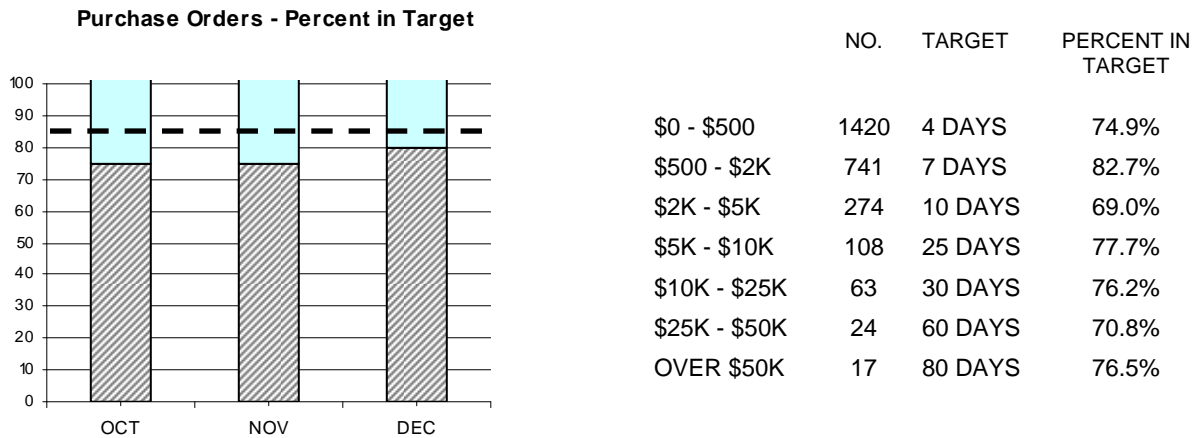 Purchase Orders - Percent in Target
100
90
80
70
60
50
40
30
20
10
0
OCT NOV DEC
NO. TARGET PERCENT IN
TARGET
$0 - $500 1420 4 DAYS 74.9%
$500 - $2K 741 7 DAYS 82.7%
$2K - $5K 274 10 DAYS 69.0%
$5K - $10K 108 25 DAYS 77.7%
$10K - $25K 63 30 DAYS 76.2%
$25K - $50K 24 60 DAYS 70.8%
OVER $50K 17 80 DAYS 76.5%